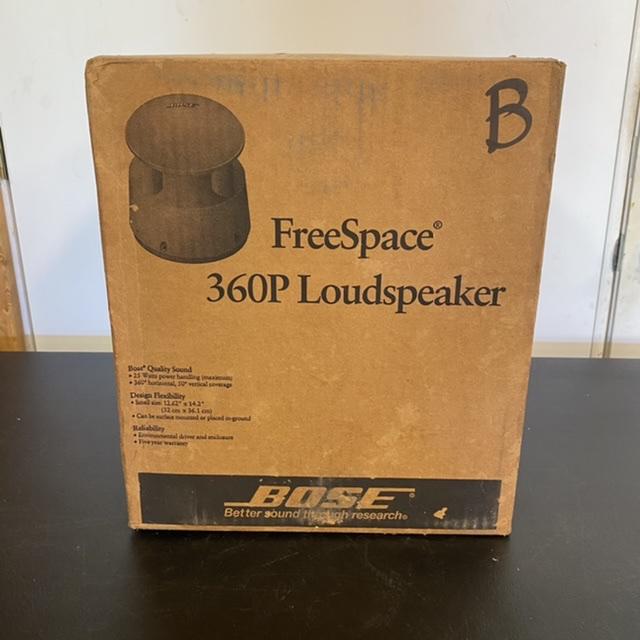 BOSE
B
FreeSpace®
360P Loudspeaker
Bose® Quality Sound
• 25 Watts power handling (maximum)
• 360° horizontal, 50° vertical coverage
Design Flexibility
• Small size 12.62" x 14.2"
(32 cm x 36.1 cm)
• Can be surface mounted or placed in-ground
Reliability
• Environmental driver and enclosure
• Five year warranty
BOSE®
Better sound through research®